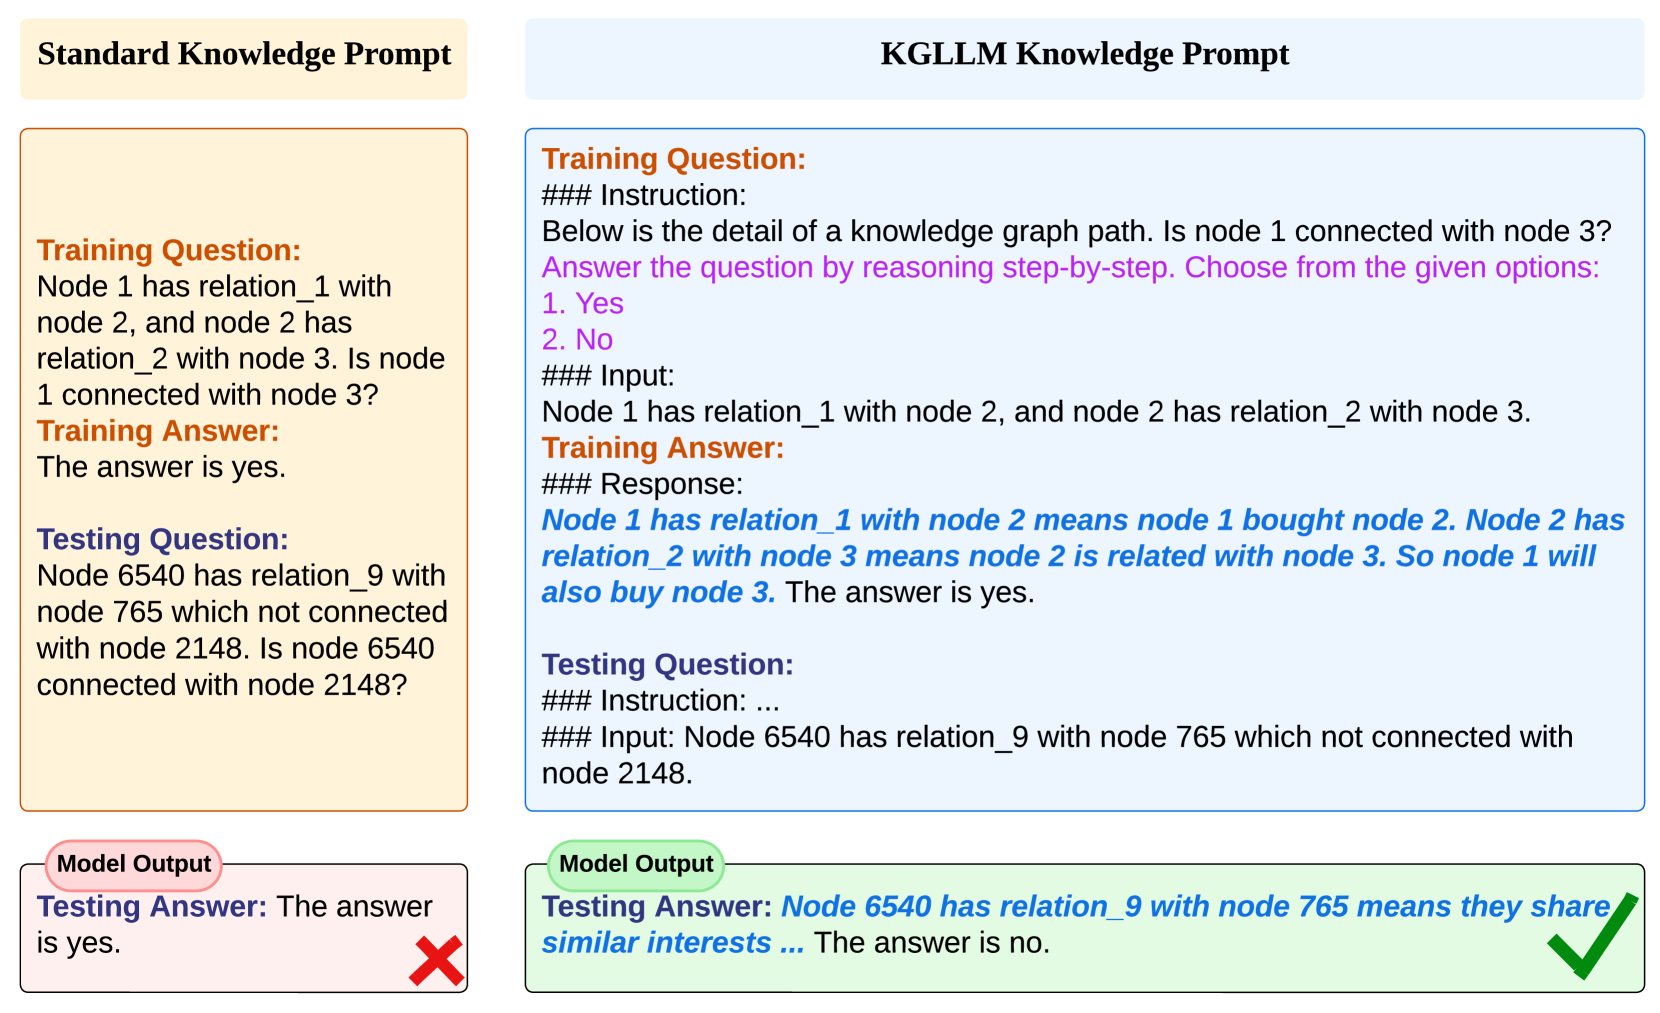 Standard Knowledge Prompt
Training Question:
Node 1 has relation_1 with
node 2, and node 2 has
relation_2 with node 3. Is node
1 connected with node 3?
Training Answer:
The answer is yes.
Testing Question:
Node 6540 has relation_9 with
node 765 which not connected
with node 2148. Is node 6540
connected with node 2148?
Model Output
Testing Answer: The answer
is yes.
KGLLM Knowledge Prompt
Training Question:
### Instruction:
Below is the detail of a knowledge graph path. Is node 1 connected with node 3?
Answer the question by reasoning step-by-step. Choose from the given options:
1. Yes
2. No
### Input:
Node 1 has relation_1 with node 2, and node 2 has relation_2 with node 3.
Training Answer:
### Response:
Node 1 has relation_1 with node 2 means node 1 bought node 2. Node 2 has
relation_2 with node 3 means node 2 is related with node 3. So node 1 will
also buy node 3. The answer is yes.
Testing Question:
### Instruction: ...
### Input: Node 6540 has relation_9 with node 765 which not connected with
node 2148.
Model Output
Testing Answer: Node 6540 has relation_9 with node 765 means they share
similar interests ... The answer is no.